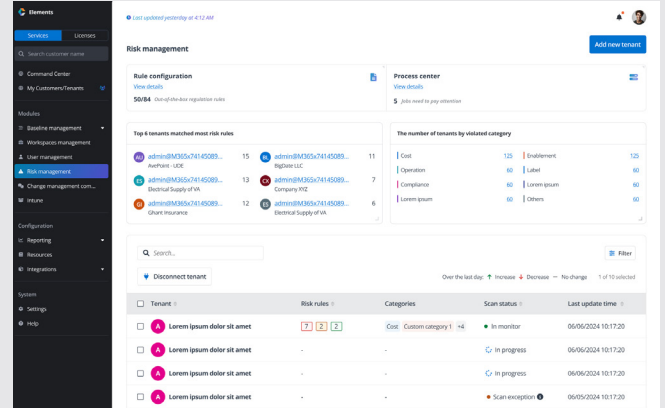 Elements
Services Licenses
Search customer name
Command Center
My Customers/Tenants
Modules
Baseline management
Workspaces management
User management
Risk management
Change management com...
Intune
Configuration
Reporting
Resources
Integrations
System
Settings
Help
Last updated yesterday at 4:12 AM
Risk management
Add new tenant
Rule configuration
View details
50/84 Out-of-the-box regulation rules
Process center
View details
5 Jobs need to pay attention
Top 6 tenants matched most risk rules
AU admin@M365x74145089... 15
AvePoint - UDE
BL admin@M365x74145089... 11
BigDate LLC
ES admin@M365x74145089... 13
Electrical Supply of VA
CX admin@M365x74145089... 7
Company XYZ
GI admin@M365x74145089... 12
Ghant Insurance
ES admin@M365x74145089... 6
Electrical Supply of VA
The number of tenants by violated category
Cost 125 Enablement 125
Operation 60 Label 60
Compliance 60 Lorem ipsum 60
Lorem ipsum 60 Others 60
Search...
Filter
Disconnect tenant
Over the last day: Increase Decrease No change 1 of 10 selected
Tenant Risk rules Categories Scan status Last update time
A Lorem ipsum dolor sit amet 7 2 2 Cost Custom category 1 +4 In monitor 06/06/2024 10:17:20
A Lorem ipsum dolor sit amet - - In progress 06/06/2024 10:17:20
A Lorem ipsum dolor sit amet - - In progress 06/06/2024 10:17:20
A Lorem ipsum dolor sit amet - - Scan exception 06/05/2024 10:17:20